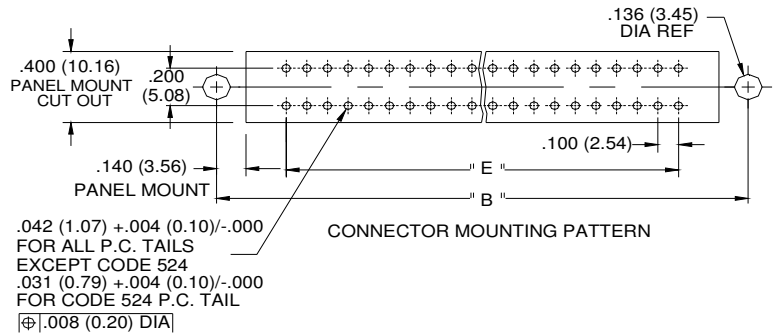 .136 (3.45)
DIA REF
.400 (10.16)
PANEL MOUNT
CUT OUT
.200
(5.08)
.100 (2.54)
.140 (3.56)
PANEL MOUNT
" E "
" B "
.042 (1.07) +.004 (0.10)/-.000
FOR ALL P.C. TAILS
EXCEPT CODE 524
.031 (0.79) +.004 (0.10)/-.000
FOR CODE 524 P.C. TAIL
⌖ .008 (0.20) DIA
CONNECTOR MOUNTING PATTERN